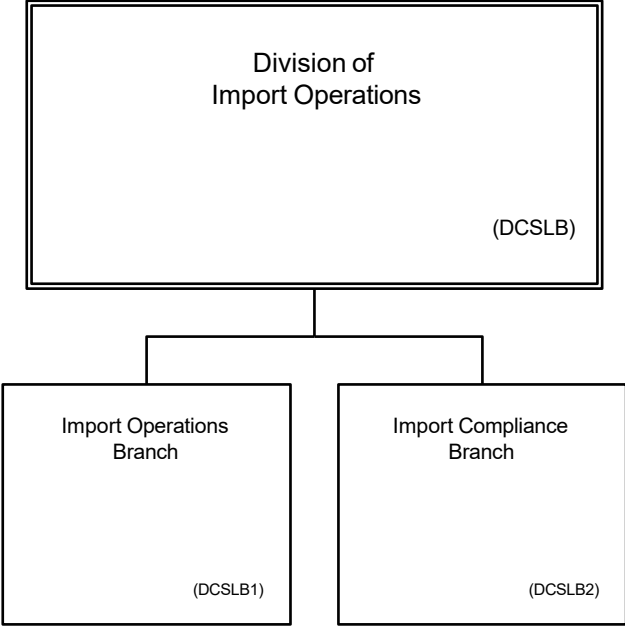 Division of
Import Operations
(DCSLB)
Import Operations
Branch
(DCSLB1)
Import Compliance
Branch
(DCSLB2)